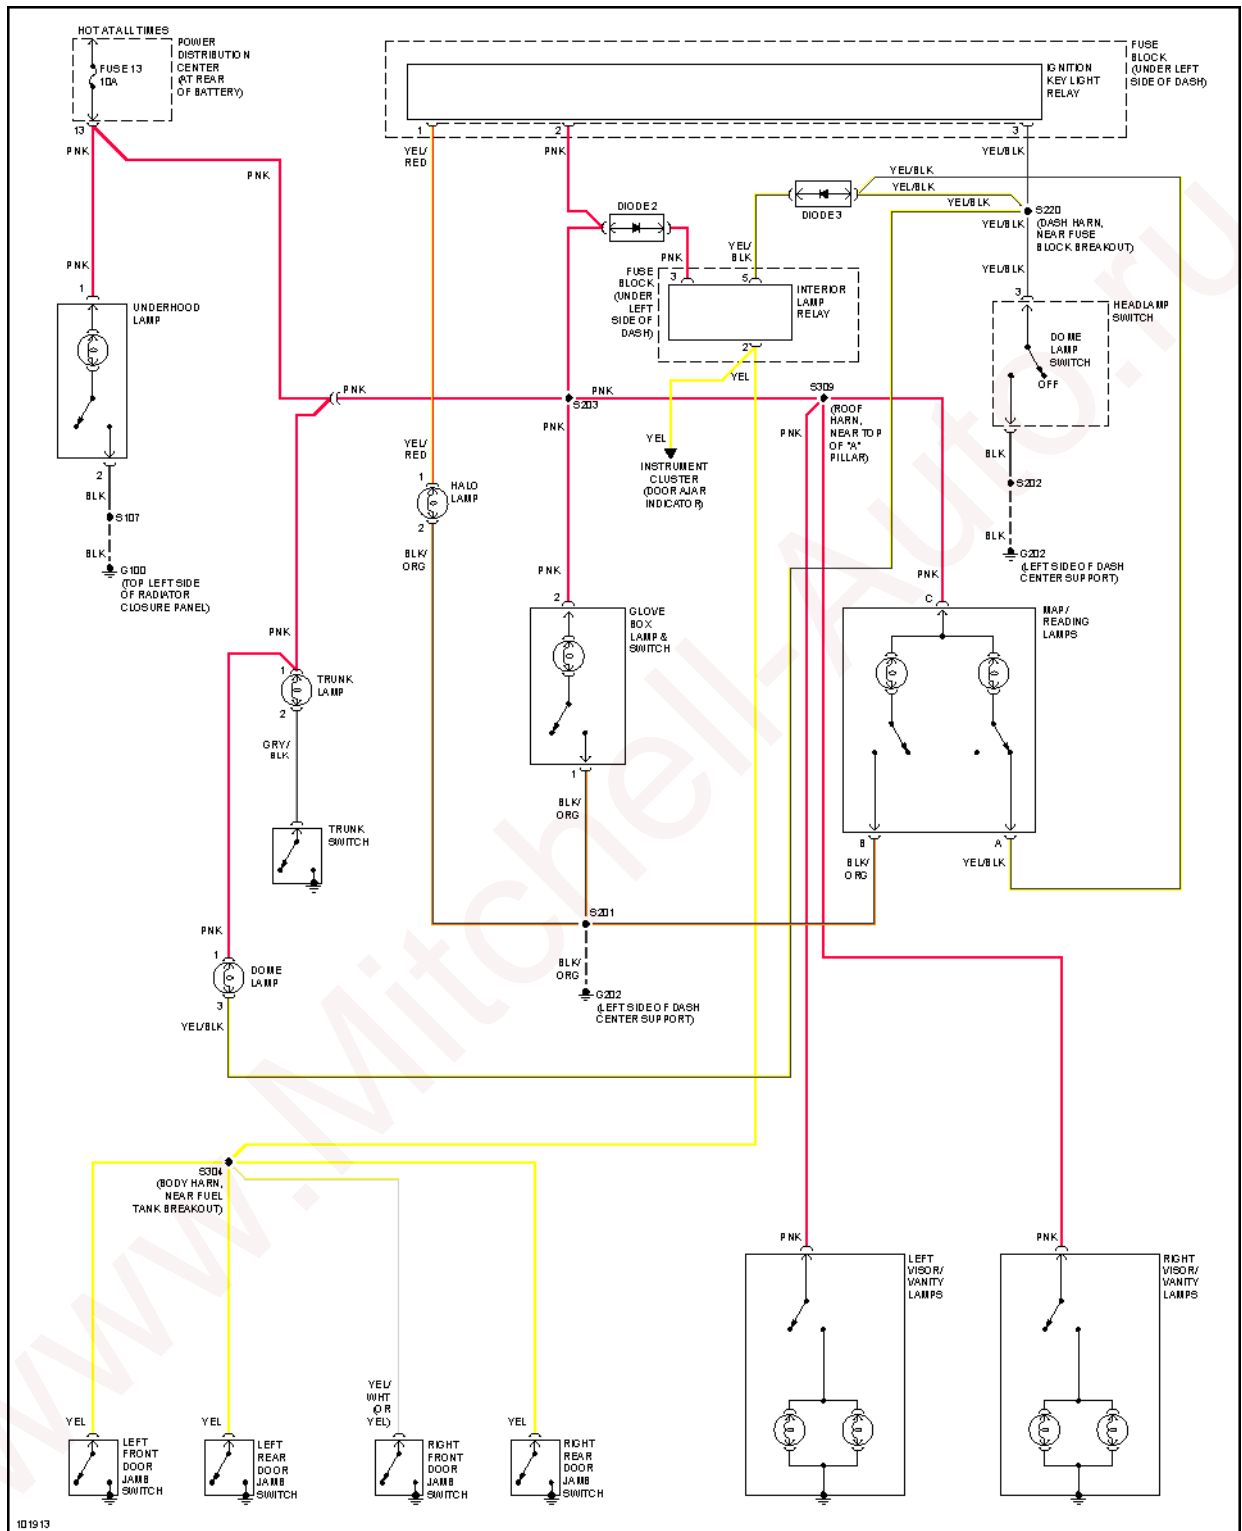 HOT AT ALL TIMES
FUSE 13
10A
POWER
DISTRIBUTION
CENTER
(AT REAR
OF BATTERY)
13
PNK
PNK
PNK
1
UNDERHOOD
LAMP
2
BLK
S107
BLK
G100
(TOP LEFT SIDE
OF RADIATOR
CLOSURE PANEL)
IGNITION
KEY LIGHT
RELAY
FUSE
BLOCK
(UNDER LEFT
SIDE OF DASH)
1
2
3
YEL/
RED
PNK
YEL/BLK
DIODE 2
DIODE 3
YEL/BLK
YEL/BLK
YEL/BLK
YEL/BLK
S220
(DASH HARN,
NEAR FUSE
BLOCK BREAKOUT)
YEL/
BLK
PNK
FUSE
BLOCK
(UNDER
LEFT
SIDE OF
DASH)
3
5
INTERIOR
LAMP
RELAY
2
YEL
YEL
INSTRUMENT
CLUSTER
(DOOR AJAR
INDICATOR)
YEL/BLK
3
HEADLAMP
SWITCH
DOME
LAMP
SWITCH
OFF
BLK
S202
BLK
G202
(LEFT SIDE OF DASH
CENTER SUPPORT)
PNK
S203
PNK
PNK
S309
(ROOF
HARN,
NEAR TOP
OF "A"
PILLAR)
PNK
YEL/
RED
1
HALO
LAMP
2
BLK/
ORG
PNK
2
GLOVE
BOX
LAMP &
SWITCH
1
BLK/
ORG
S201
BLK/
ORG
G202
(LEFT SIDE OF DASH
CENTER SUPPORT)
PNK
C
MAP/
READING
LAMPS
B
A
BLK/
ORG
YEL/BLK
PNK
1
TRUNK
LAMP
2
GRY/
BLK
TRUNK
SWITCH
PNK
1
DOME
LAMP
3
YEL/BLK
S304
(BODY HARN,
NEAR FUEL
TANK BREAKOUT)
YEL
LEFT
FRONT
DOOR
JAMB
SWITCH
YEL
LEFT
REAR
DOOR
JAMB
SWITCH
YEL/
WHT
(OR
YEL)
RIGHT
FRONT
DOOR
JAMB
SWITCH
YEL
RIGHT
REAR
DOOR
JAMB
SWITCH
PNK
LEFT
VISOR/
VANITY
LAMPS
PNK
RIGHT
VISOR/
VANITY
LAMPS
101913
www.Mitchell-Auto.ru